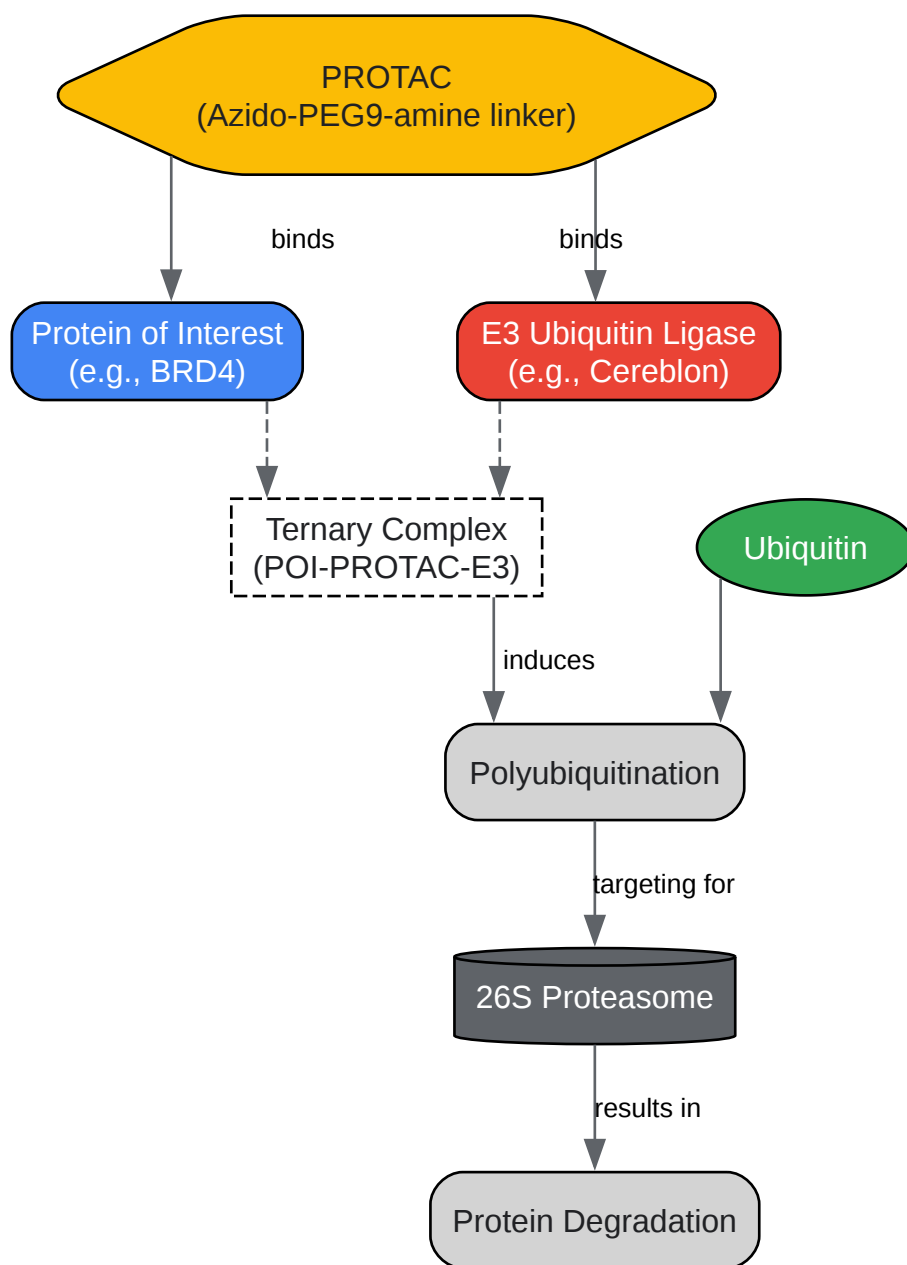 PROTAC
(Azido-PEG9-amine linker)
binds
binds
Protein of Interest
(e.g., BRD4)
E3 Ubiquitin Ligase
(e.g., Cereblon)
Ternary Complex
(POI-PROTAC-E3)
Ubiquitin
induces
Polyubiquitination
targeting for
26S Proteasome
results in
Protein Degradation